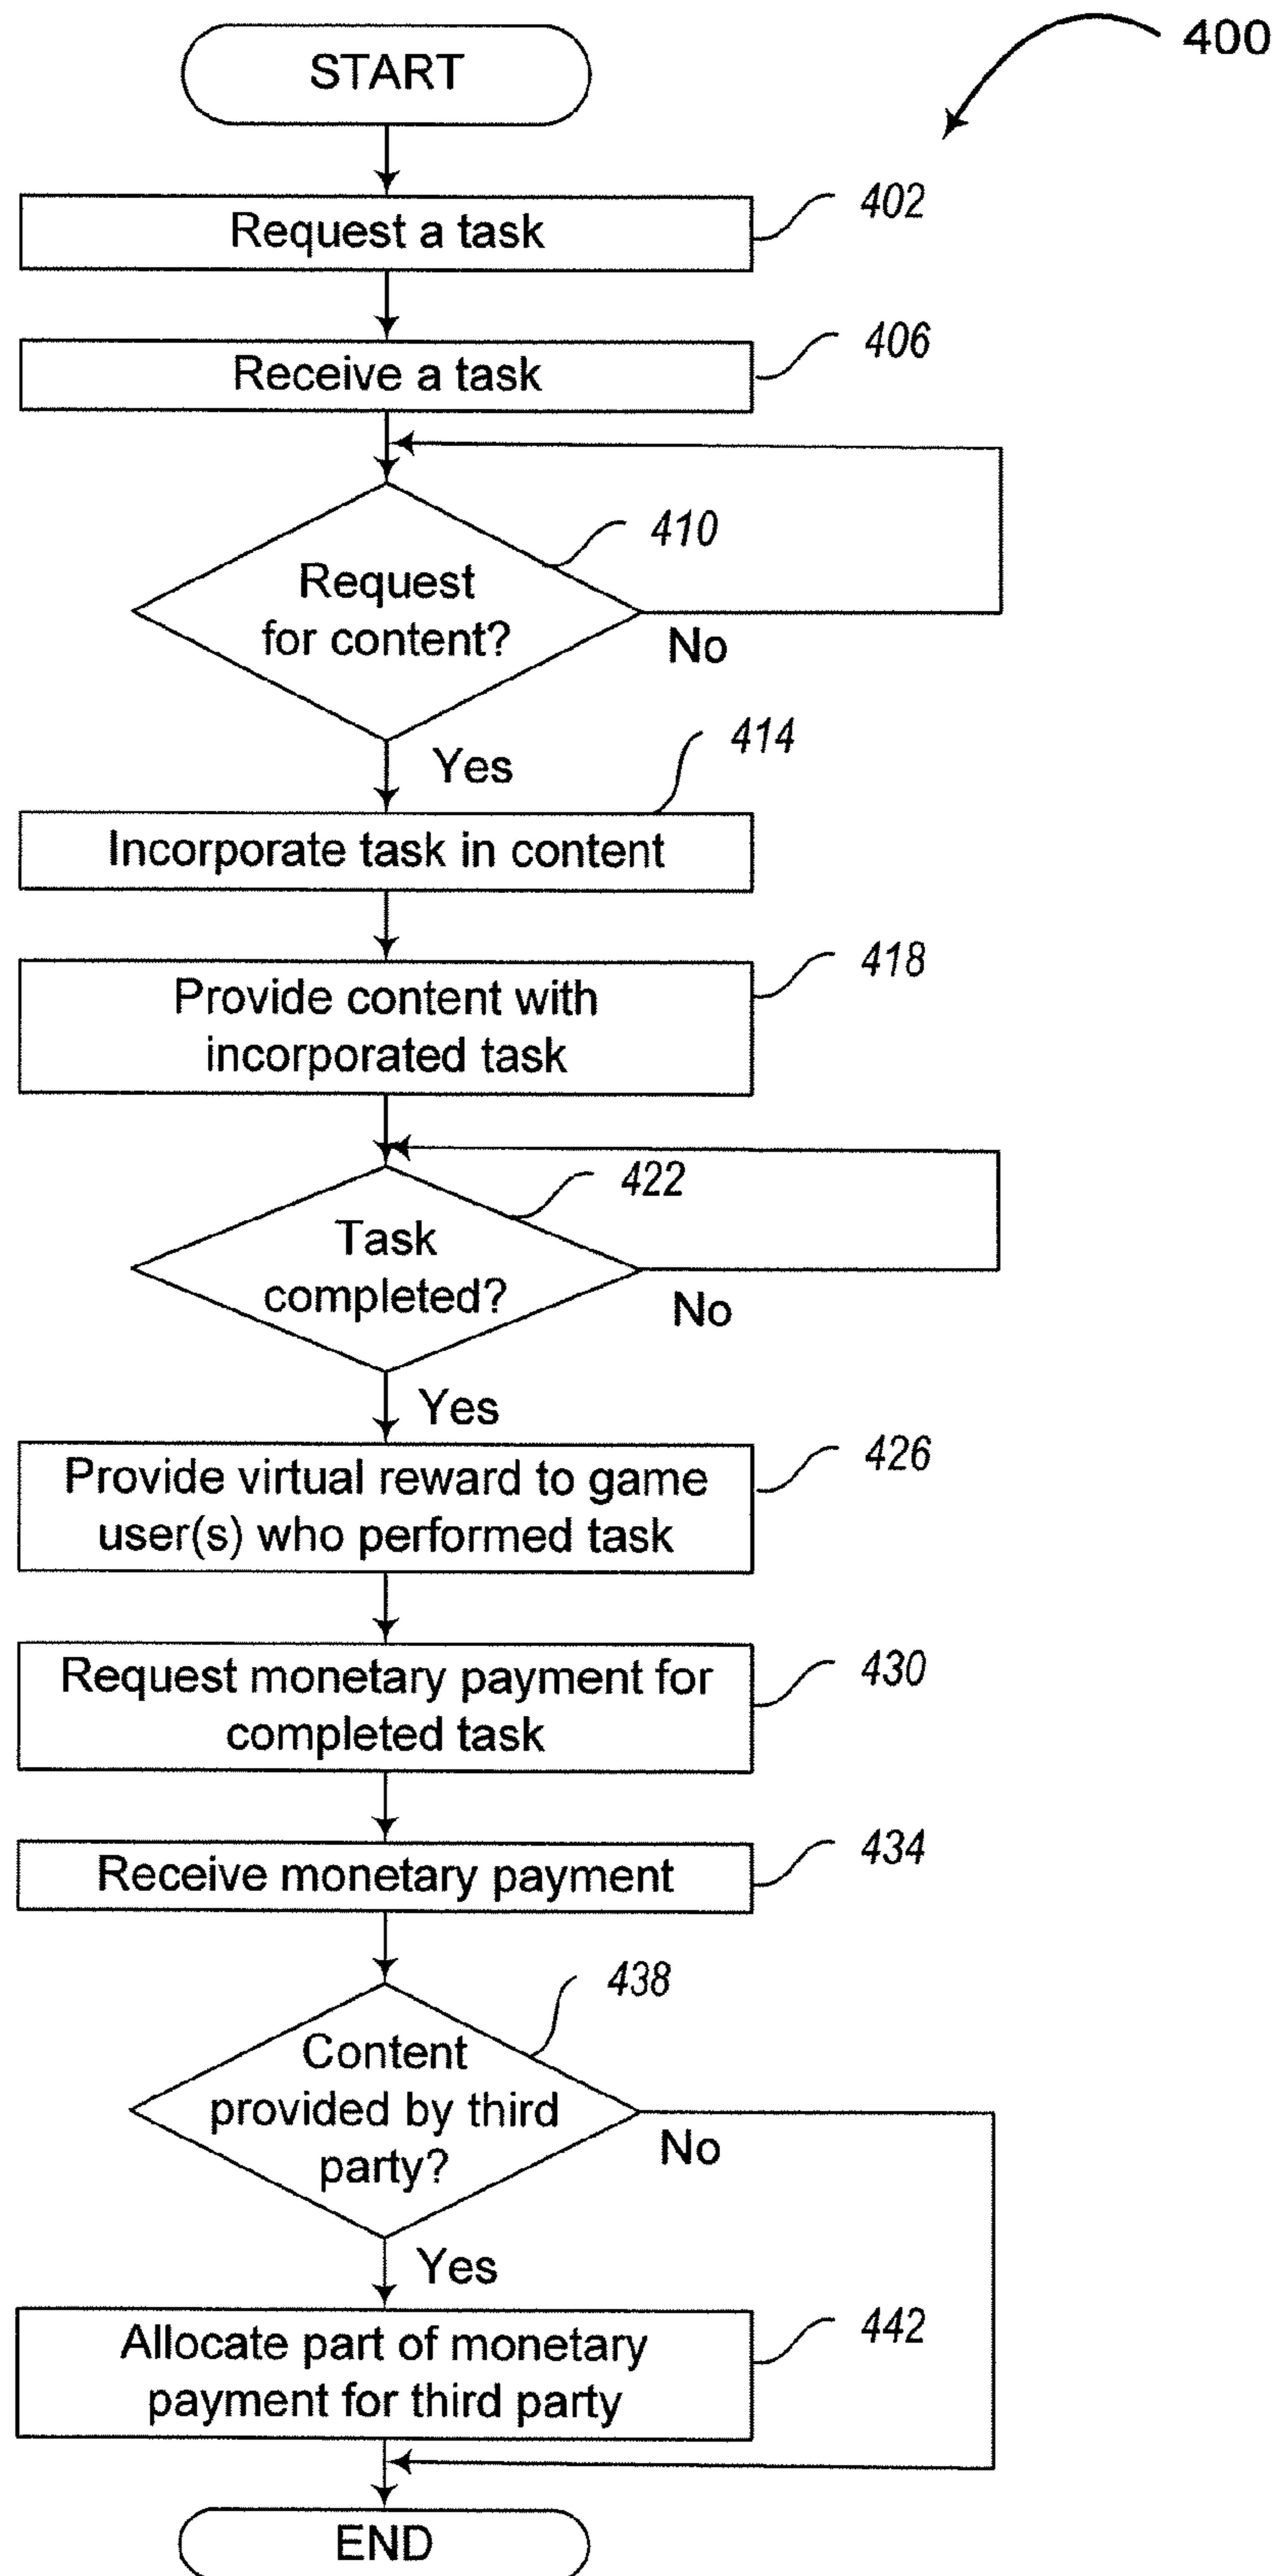 START
400
Request a task
402
Receive a task
406
Request
for content?
410
No
Yes
414
Incorporate task in content
Provide content with
incorporated task
418
Task
completed?
422
No
Yes
Provide virtual reward to game
user(s) who performed task
426
Request monetary payment for
completed task
430
Receive monetary payment
434
Content
provided by third
party?
438
No
Yes
Allocate part of monetary
payment for third party
442
END